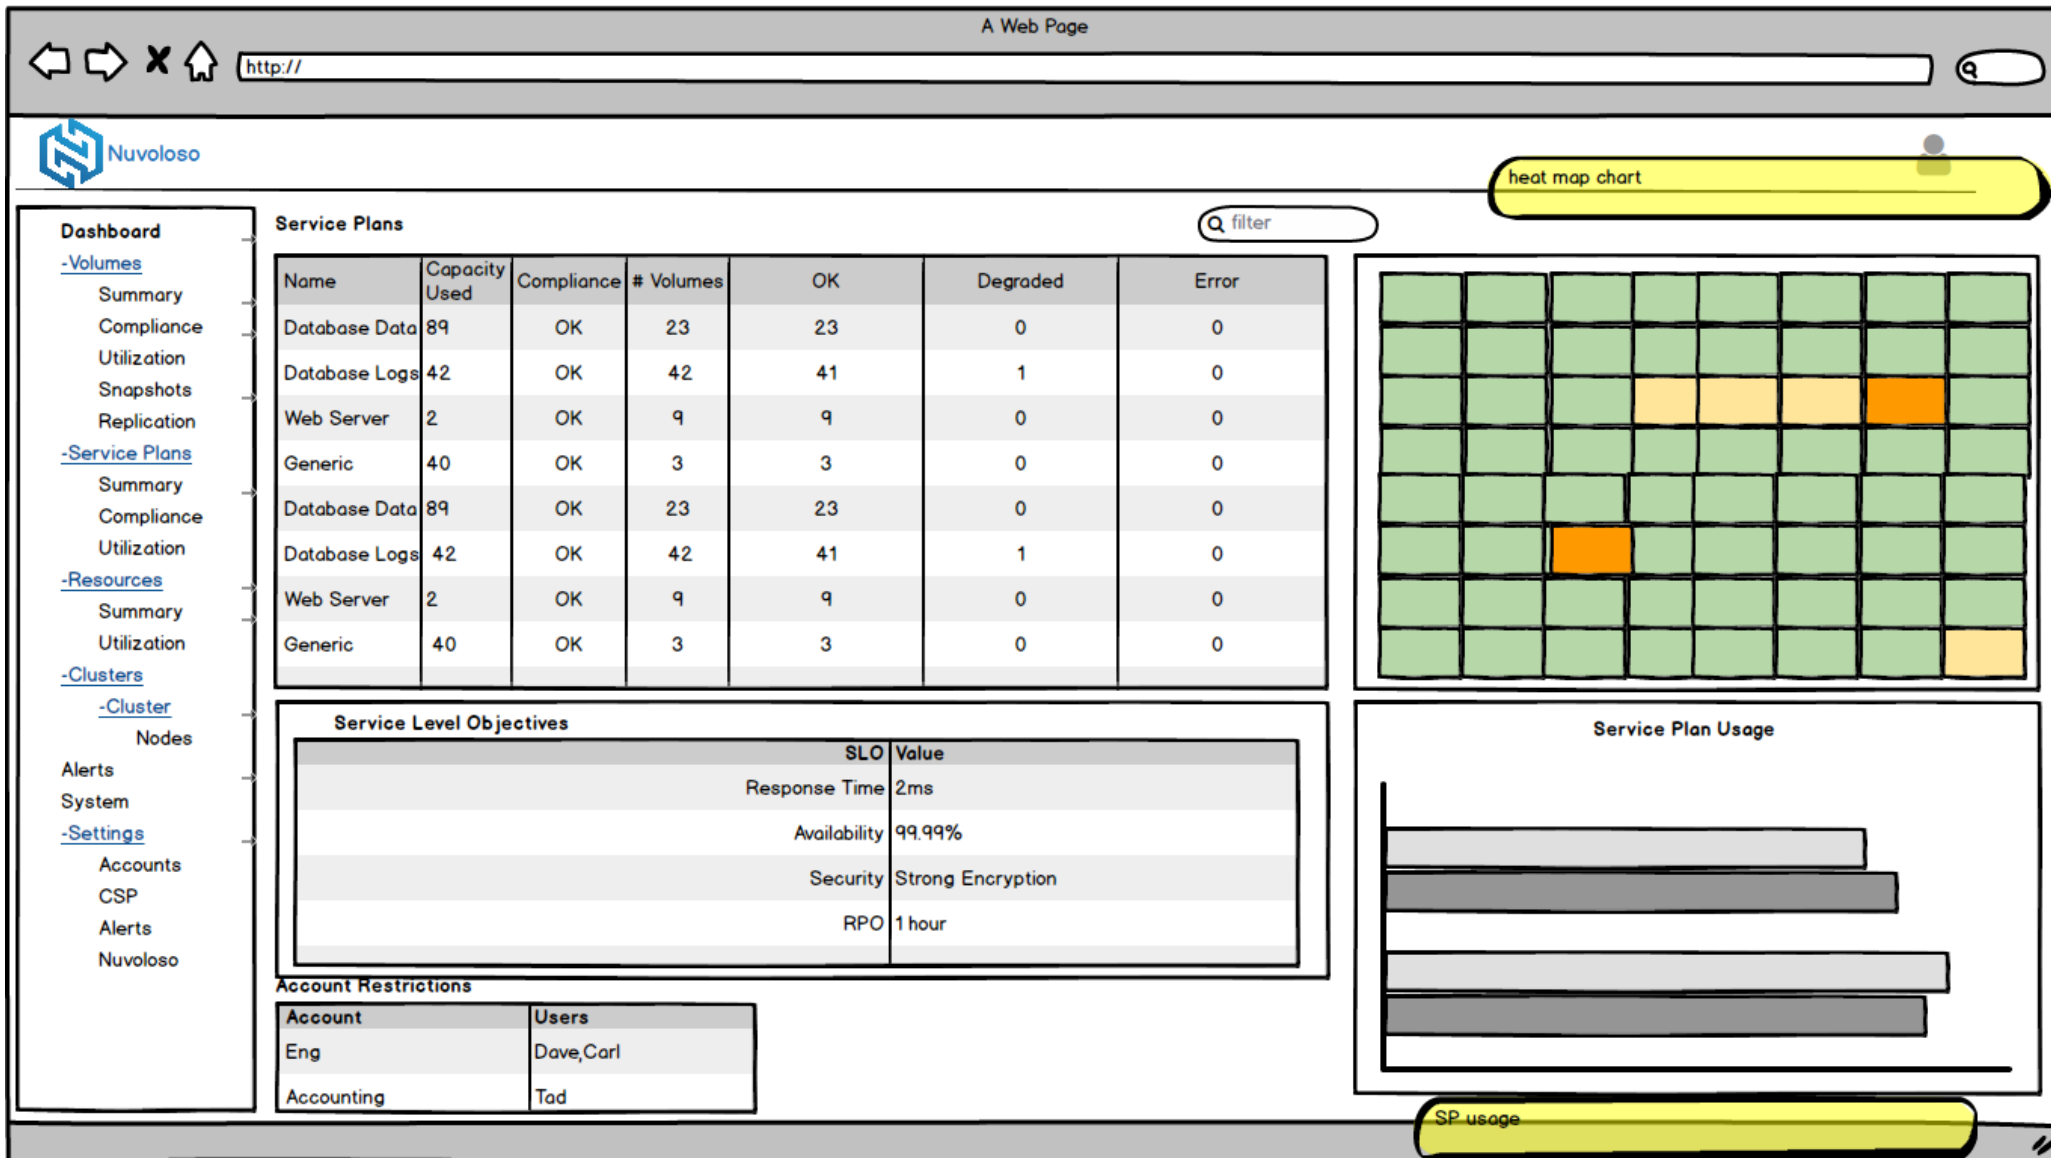 A Web Page
http://
Nuvoloso
heat map chart
Dashboard
-Volumes
Summary
Compliance
Utilization
Snapshots
Replication
-Service Plans
Summary
Compliance
Utilization
-Resources
Summary
Utilization
-Clusters
-Cluster
Nodes
Alerts
System
-Settings
Accounts
CSP
Alerts
Nuvoloso
Service Plans
filter
Name Capacity Used Compliance # Volumes OK Degraded Error
Database Data 89 OK 23 23 0 0
Database Logs 42 OK 42 41 1 0
Web Server 2 OK 9 9 0 0
Generic 40 OK 3 3 0 0
Database Data 89 OK 23 23 0 0
Database Logs 42 OK 42 41 1 0
Web Server 2 OK 9 9 0 0
Generic 40 OK 3 3 0 0
Service Level Objectives
SLO Value
Response Time 2ms
Availability 99.99%
Security Strong Encryption
RPO 1 hour
Account Restrictions
Account Users
Eng Dave,Carl
Accounting Tad
Service Plan Usage
SP usage